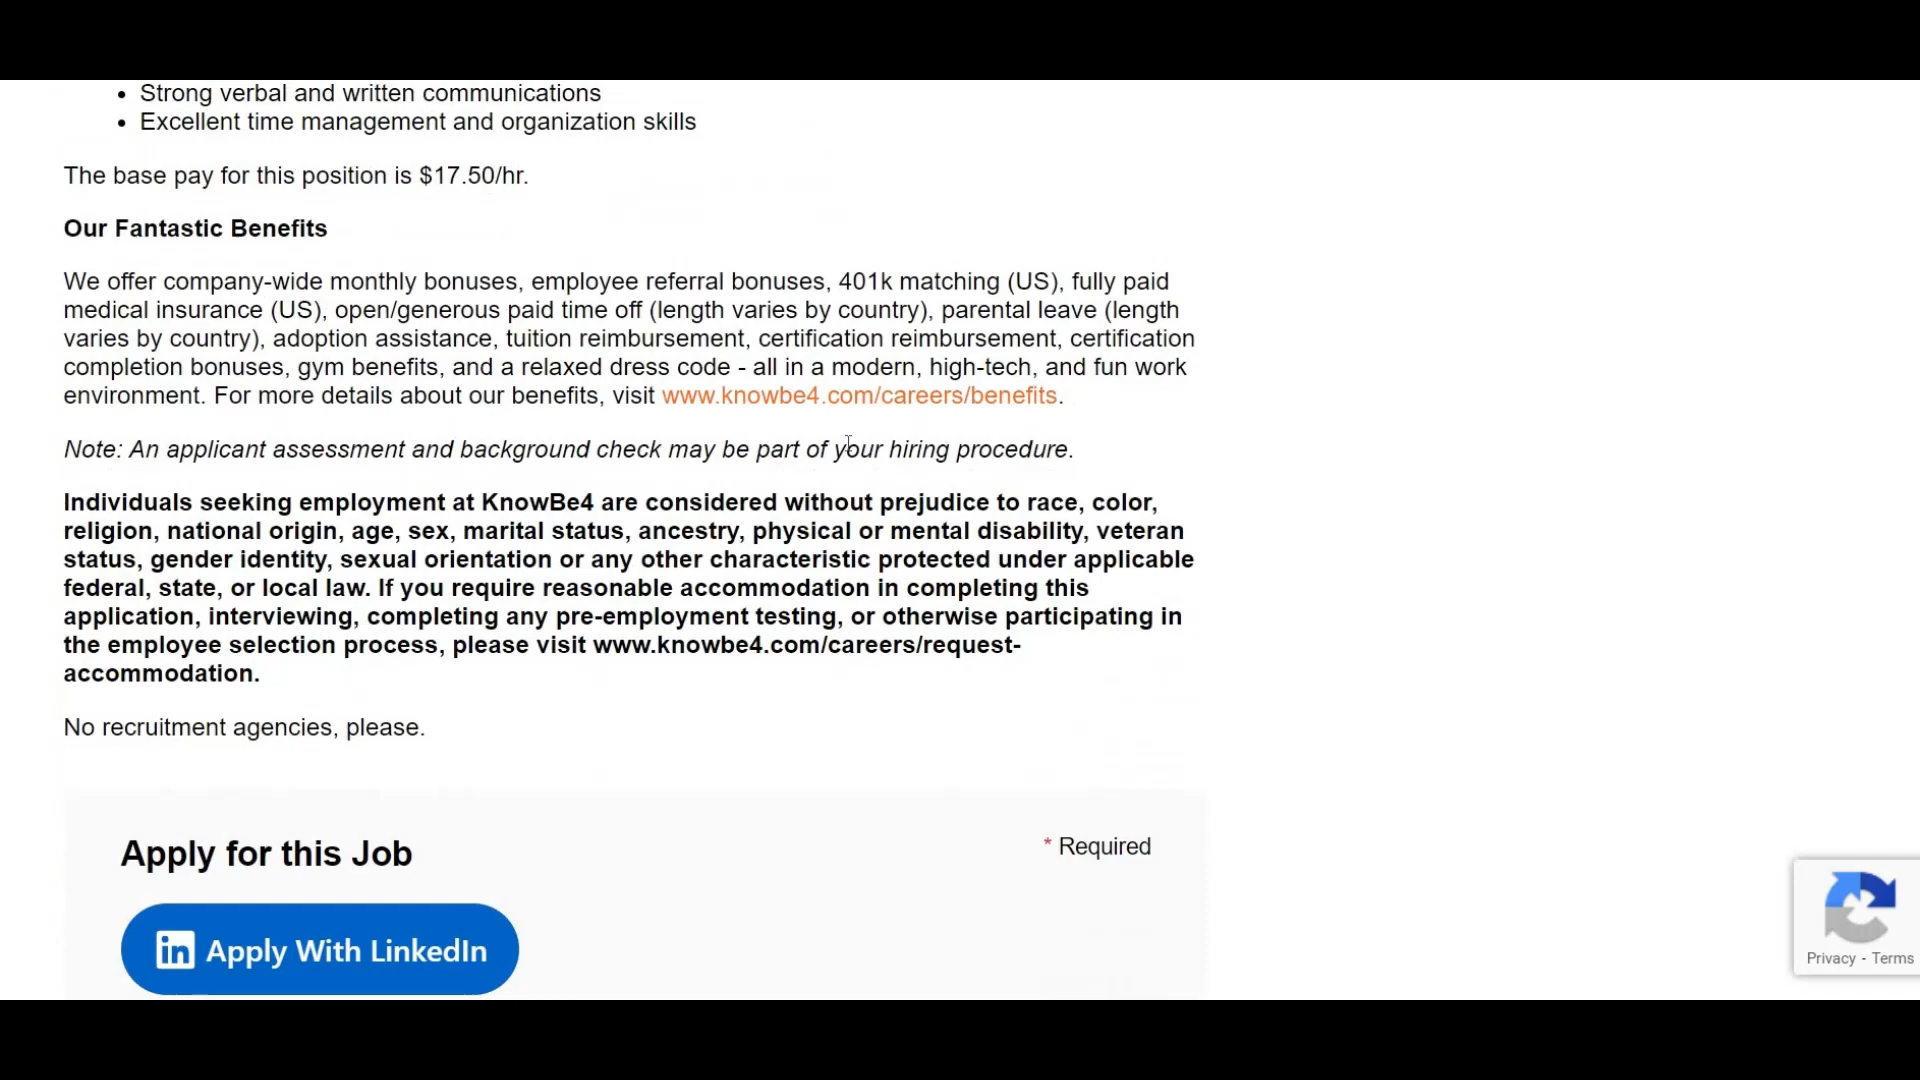 • Strong verbal and written communications
• Excellent time management and organization skills
The base pay for this position is $17.50/hr.
Our Fantastic Benefits
We offer company-wide monthly bonuses, employee referral bonuses, 401k matching (US), fully paid
medical insurance (US), open/generous paid time off (length varies by country), parental leave (length
varies by country), adoption assistance, tuition reimbursement, certification reimbursement, certification
completion bonuses, gym benefits, and a relaxed dress code - all in a modern, high-tech, and fun work
environment. For more details about our benefits, visit www.knowbe4.com/careers/benefits.
Note: An applicant assessment and background check may be part of your hiring procedure.
Individuals seeking employment at KnowBe4 are considered without prejudice to race, color,
religion, national origin, age, sex, marital status, ancestry, physical or mental disability, veteran
status, gender identity, sexual orientation or any other characteristic protected under applicable
federal, state, or local law. If you require reasonable accommodation in completing this
application, interviewing, completing any pre-employment testing, or otherwise participating in
the employee selection process, please visit www.knowbe4.com/careers/request-
accommodation.
No recruitment agencies, please.
Apply for this Job
* Required
in Apply With LinkedIn
Privacy - Terms